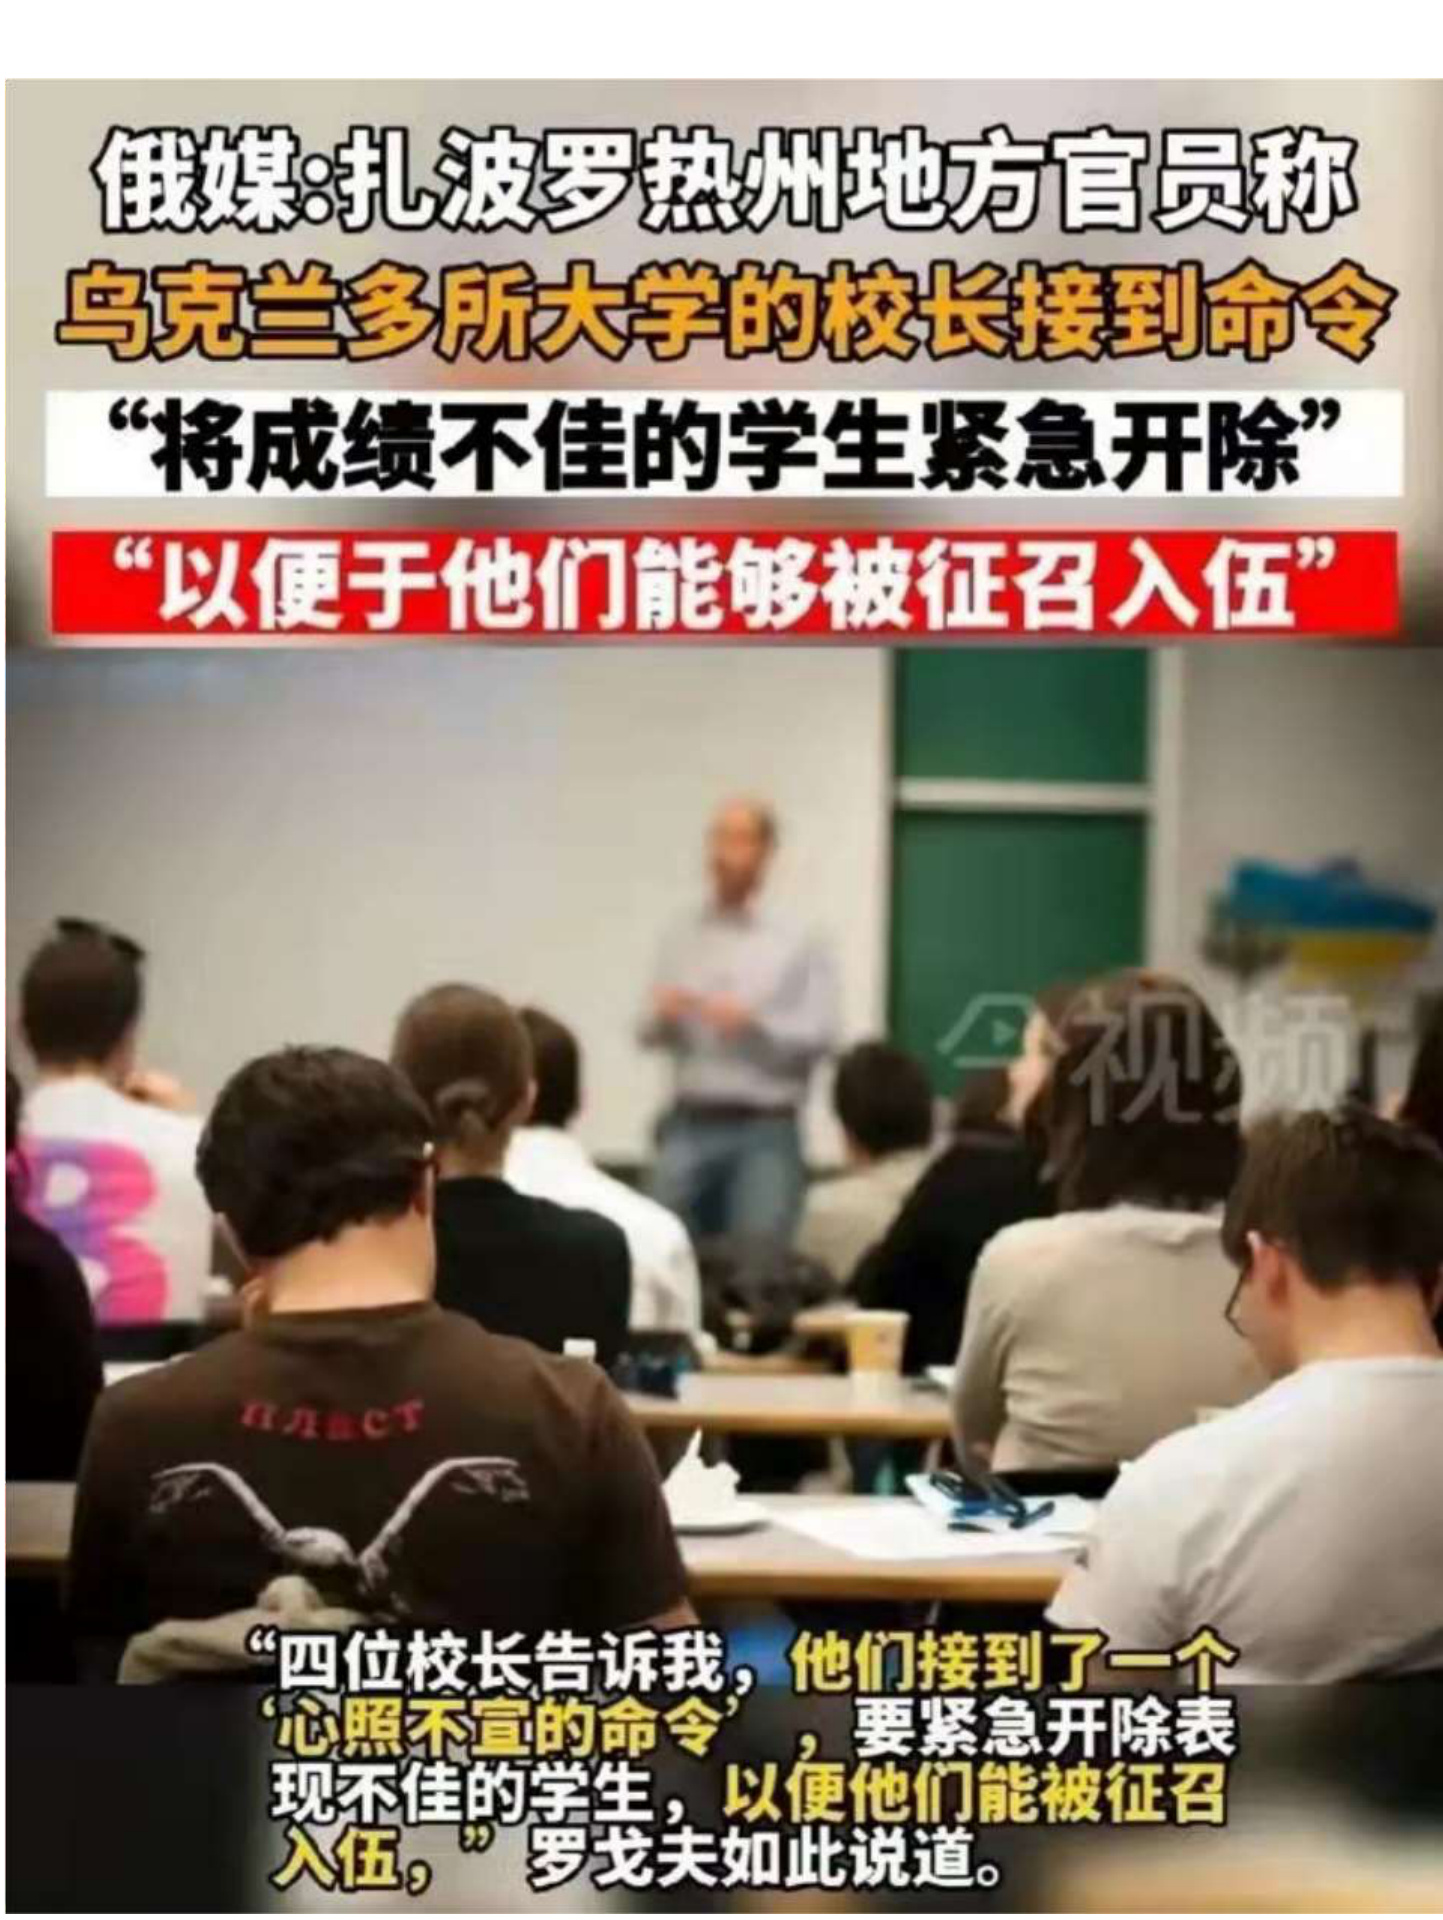 俄媒:扎波罗热州地方官员称
乌克兰多所大学的校长接到命令
“将成绩不佳的学生紧急开除”
“以便于他们能够被征召入伍”
视频
пласт
“四位校长告诉我，他们接到了一个
‘心照不宣的命令’，要紧急开除表
现不佳的学生，以便他们能被征召
入伍，”罗戈夫如此说道。